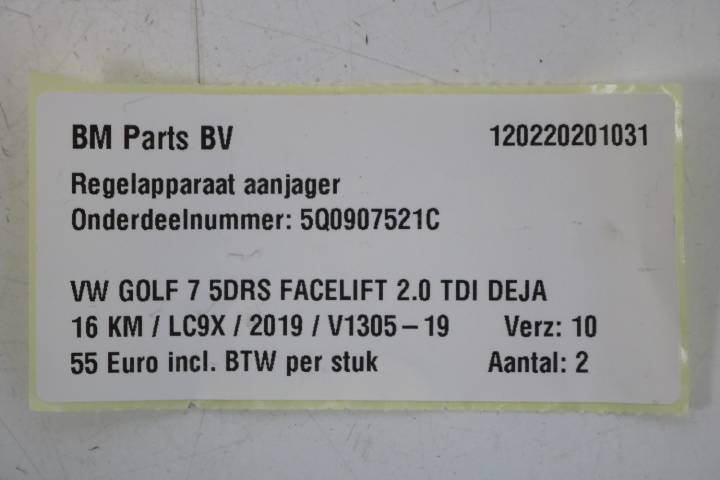 BM Parts BV 120220201031
Regelapparaat aanjager
Onderdeelnummer: 5Q0907521C
VW GOLF 7 5DRS FACELIFT 2.0 TDI DEJA
16 KM / LC9X / 2019 / V1305-19 Verz: 10
55 Euro incl. BTW per stuk Aantal: 2